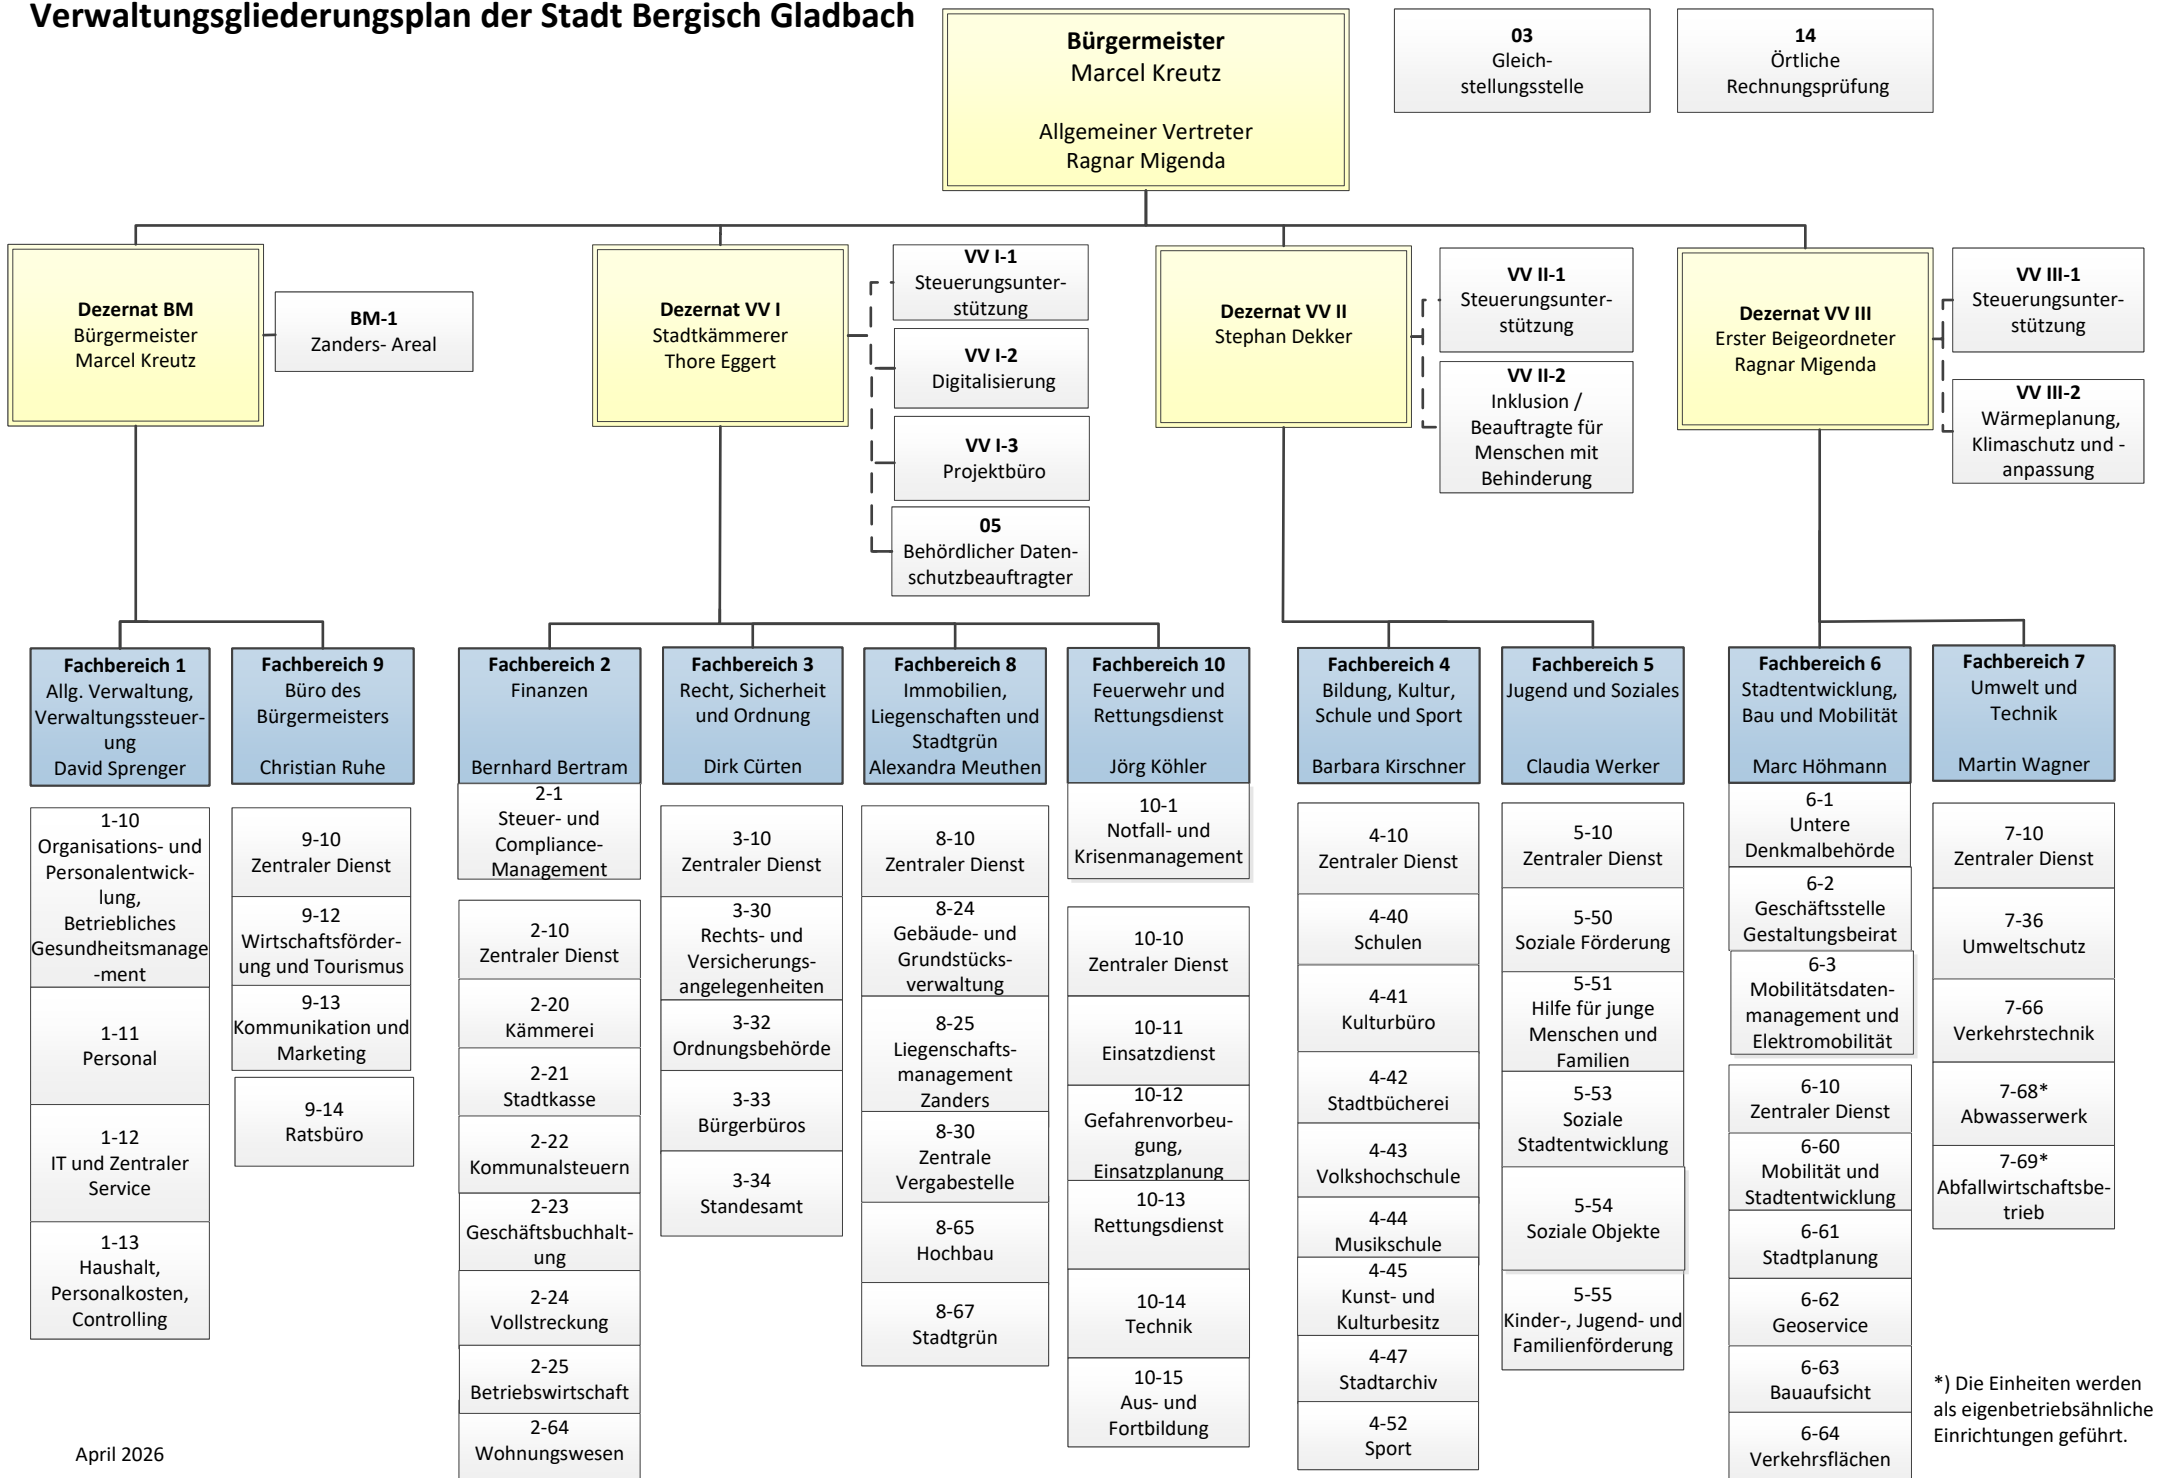 Verwaltungsgliederungsplan der Stadt Bergisch Gladbach
Bürgermeister
Marcel Kreutz
Allgemeiner Vertreter
Ragnar Migenda
03
Gleich-
stellungsstelle
14
Örtliche
Rechnungsprüfung
Dezernat BM
Bürgermeister
Marcel Kreutz
BM-1
Zanders- Areal
Dezernat VV I
Stadtkämmerer
Thore Eggert
VV I-1
Steuerungsunter-
stützung
VV I-2
Digitalisierung
VV I-3
Projektbüro
05
Behördlicher Daten-
schutzbeauftragter
Dezernat VV II
Stephan Dekker
VV II-1
Steuerungsunter-
stützung
VV II-2
Inklusion /
Beauftragte für
Menschen mit
Behinderung
Dezernat VV III
Erster Beigeordneter
Ragnar Migenda
VV III-1
Steuerungsunter-
stützung
VV III-2
Wärmeplanung,
Klimaschutz und -
anpassung
Fachbereich 1
Allg. Verwaltung,
Verwaltungssteuer-
ung
David Sprenger
1-10
Organisations- und
Personalentwick-
lung,
Betriebliches
Gesundheitsmanage
-ment
1-11
Personal
1-12
IT und Zentraler
Service
1-13
Haushalt,
Personalkosten,
Controlling
Fachbereich 9
Büro des
Bürgermeisters
Christian Ruhe
9-10
Zentraler Dienst
9-12
Wirtschaftsförder-
ung und Tourismus
9-13
Kommunikation und
Marketing
9-14
Ratsbüro
Fachbereich 2
Finanzen
Bernhard Bertram
2-1
Steuer- und
Compliance-
Management
2-10
Zentraler Dienst
2-20
Kämmerei
2-21
Stadtkasse
2-22
Kommunalsteuern
2-23
Geschäftsbuchhalt-
ung
2-24
Vollstreckung
2-25
Betriebswirtschaft
2-64
Wohnungswesen
Fachbereich 3
Recht, Sicherheit
und Ordnung
Dirk Cürten
3-10
Zentraler Dienst
3-30
Rechts- und
Versicherungs-
angelegenheiten
3-32
Ordnungsbehörde
3-33
Bürgerbüros
3-34
Standesamt
Fachbereich 8
Immobilien,
Liegenschaften und
Stadtgrün
Alexandra Meuthen
8-10
Zentraler Dienst
8-24
Gebäude- und
Grundstücks-
verwaltung
8-25
Liegenschafts-
management
Zanders
8-30
Zentrale
Vergabestelle
8-65
Hochbau
8-67
Stadtgrün
Fachbereich 10
Feuerwehr und
Rettungsdienst
Jörg Köhler
10-1
Notfall- und
Krisenmanagement
10-10
Zentraler Dienst
10-11
Einsatzdienst
10-12
Gefahrenvorbeu-
gung,
Einsatzplanung
10-13
Rettungsdienst
10-14
Technik
10-15
Aus- und
Fortbildung
Fachbereich 4
Bildung, Kultur,
Schule und Sport
Barbara Kirschner
4-10
Zentraler Dienst
4-40
Schulen
4-41
Kulturbüro
4-42
Stadtbücherei
4-43
Volkshochschule
4-44
Musikschule
4-45
Kunst- und
Kulturbesitz
4-47
Stadtarchiv
4-52
Sport
Fachbereich 5
Jugend und Soziales
Claudia Werker
5-10
Zentraler Dienst
5-50
Soziale Förderung
5-51
Hilfe für junge
Menschen und
Familien
5-53
Soziale
Stadtentwicklung
5-54
Soziale Objekte
5-55
Kinder-, Jugend- und
Familienförderung
Fachbereich 6
Stadtentwicklung,
Bau und Mobilität
Marc Höhmann
6-1
Untere
Denkmalbehörde
6-2
Geschäftsstelle
Gestaltungsbeirat
6-3
Mobilitätsdaten-
management und
Elektromobilität
6-10
Zentraler Dienst
6-60
Mobilität und
Stadtentwicklung
6-61
Stadtplanung
6-62
Geoservice
6-63
Bauaufsicht
6-64
Verkehrsflächen
Fachbereich 7
Umwelt und
Technik
Martin Wagner
7-10
Zentraler Dienst
7-36
Umweltschutz
7-66
Verkehrstechnik
7-68*
Abwasserwerk
7-69*
Abfallwirtschaftsbe-
trieb
*) Die Einheiten werden
als eigenbetriebsähnliche
Einrichtungen geführt.
April 2026